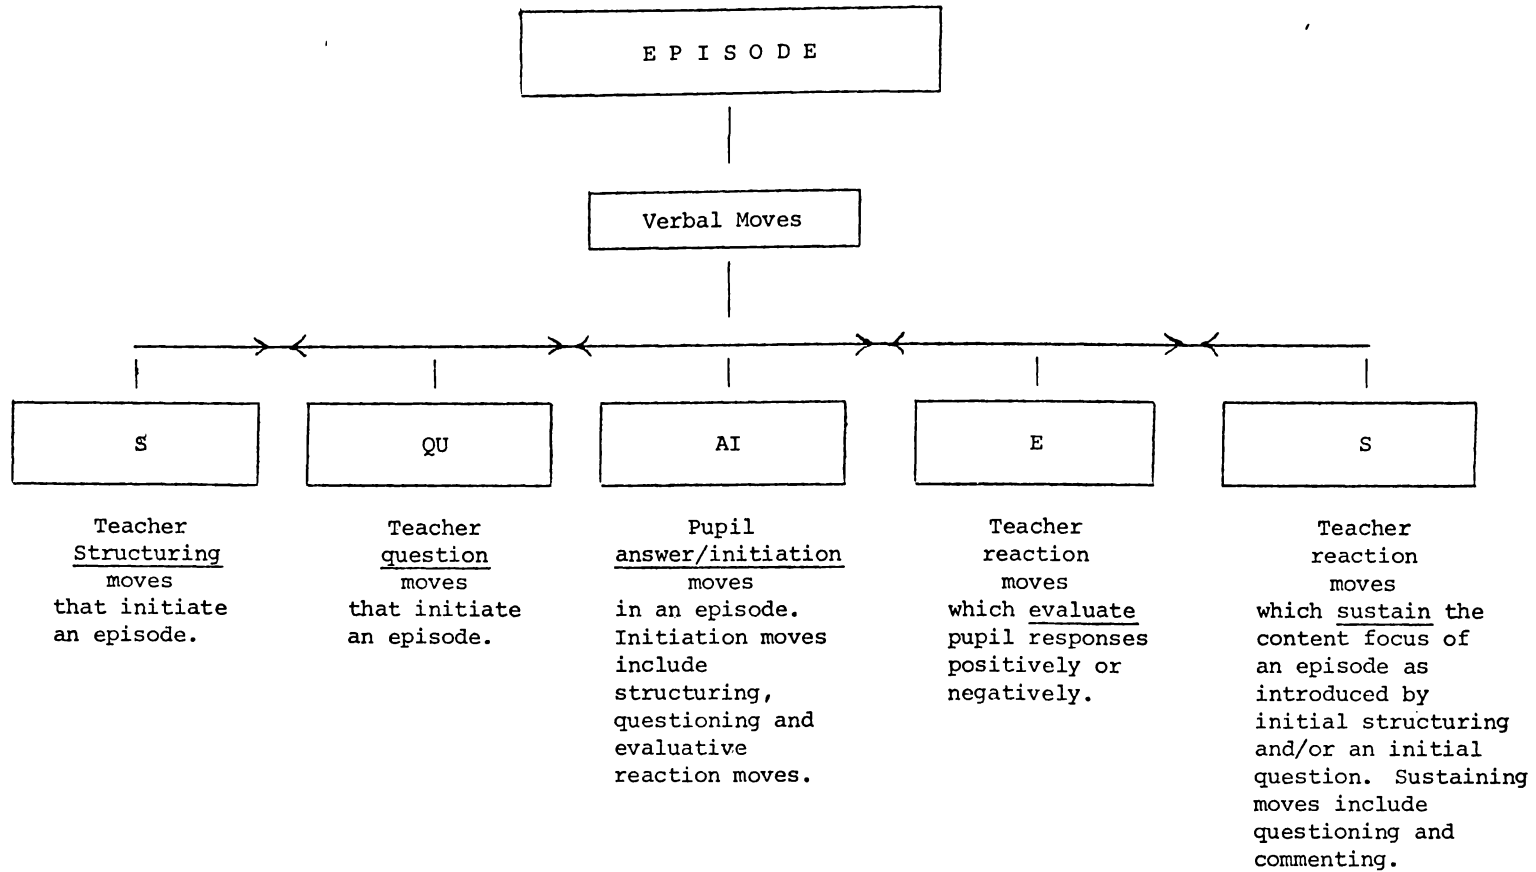 E P I S O D E
Verbal Moves
S
QU
AI
E
S
Teacher
Structuring
moves
that initiate
an episode.
Teacher
question
moves
that initiate
an episode.
Pupil
answer/initiation
moves
in an episode.
Initiation moves
include
structuring,
questioning and
evaluative
reaction moves.
Teacher
reaction
moves
which evaluate
pupil responses
positively or
negatively.
Teacher
reaction
moves
which sustain the
content focus of
an episode as
introduced by
initial structuring
and/or an initial
question. Sustaining
moves include
questioning and
commenting.